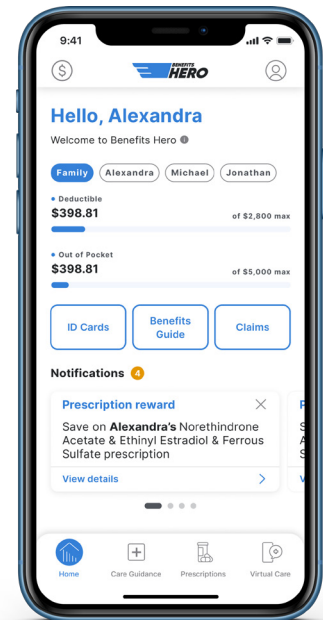 9:41
$
BENEFITS
HERO
Hello, Alexandra
Welcome to Benefits Hero
Family
Alexandra
Michael
Jonathan
Deductible
$398.81
of $2,800 max
Out of Pocket
$398.81
of $5,000 max
ID Cards
Benefits
Guide
Claims
Notifications 4
Prescription reward
Save on Alexandra's Norethindrone
Acetate & Ethinyl Estradiol & Ferrous
Sulfate prescription
View details
Home
Care Guidance
Prescriptions
Virtual Care